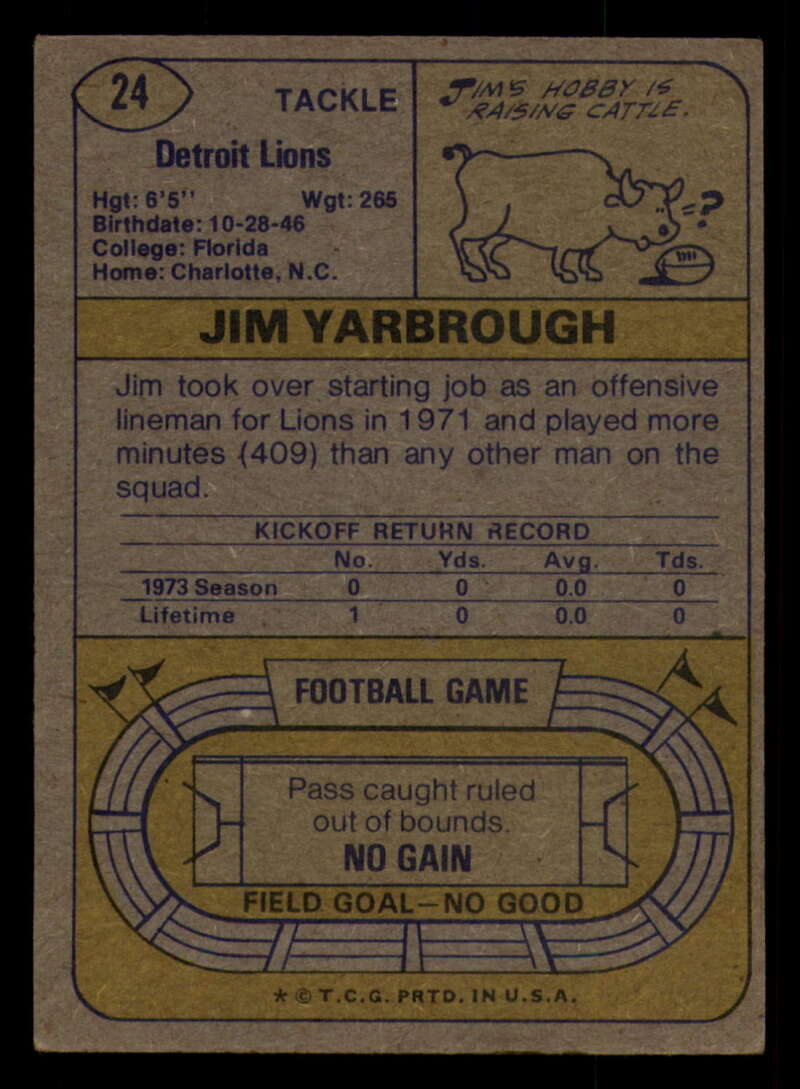 24
TACKLE
Detroit Lions
Hgt: 6'5" Wgt: 265
Birthdate: 10-28-46
College: Florida
Home: Charlotte, N.C.
JIM'S HOBBY IS
RAISING CATTLE.
=?
JIM YARBROUGH
Jim took over starting job as an offensive
lineman for Lions in 1971 and played more
minutes (409) than any other man on the
squad.
KICKOFF RETURN RECORD
No. Yds. Avg. Tds.
1973 Season 0 0 0.0 0
Lifetime 1 0 0.0 0
FOOTBALL GAME
Pass caught ruled
out of bounds.
NO GAIN
FIELD GOAL—NO GOOD
* © T.C.G. PRTD. IN U.S.A.